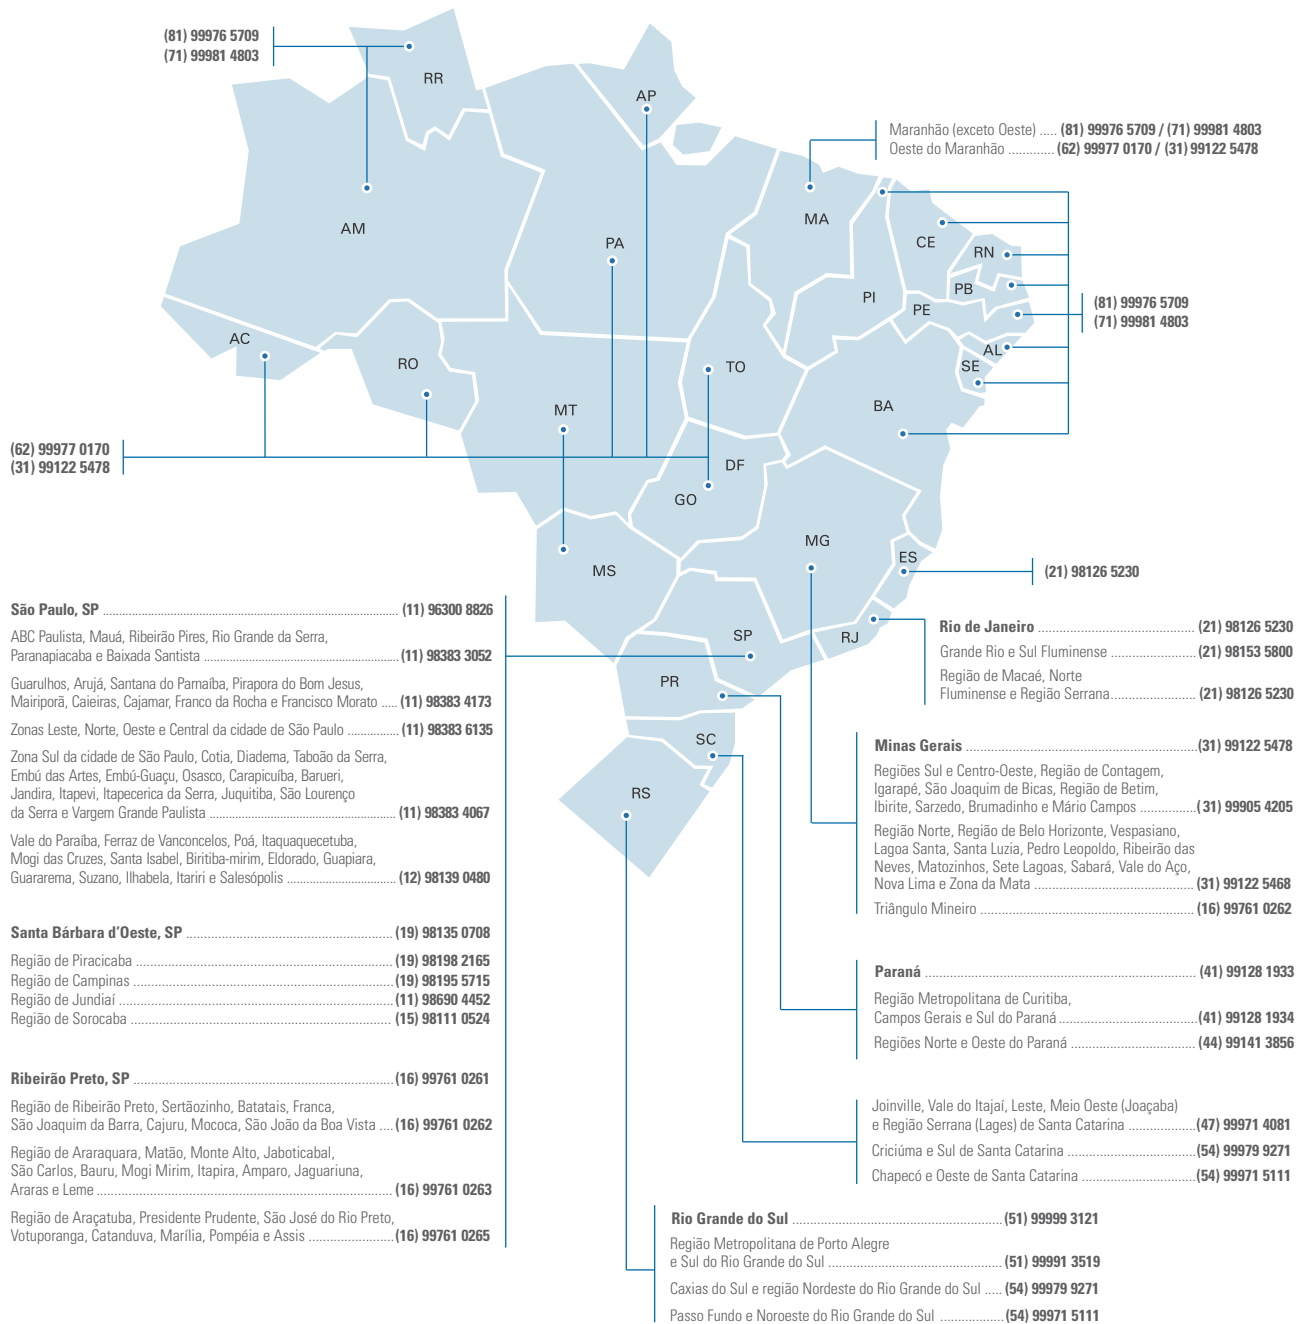 (81) 99976 5709
(71) 99981 4803
RR
AP
AM
PA
MA
PI
CE
RN
PB
PE
AL
SE
BA
AC
RO
MT
TO
DF
GO
MG
ES
MS
SP
RJ
PR
SC
RS
Maranhão (exceto Oeste) ..... (81) 99976 5709 / (71) 99981 4803
Oeste do Maranhão ............. (62) 99977 0170 / (31) 99122 5478
(81) 99976 5709
(71) 99981 4803
(62) 99977 0170
(31) 99122 5478
(21) 98126 5230
São Paulo, SP ..... (11) 96300 8826
ABC Paulista, Mauá, Ribeirão Pires, Rio Grande da Serra,
Paranapiacaba e Baixada Santista ..... (11) 98383 3052
Guarulhos, Arujá, Santana do Parnaíba, Pirapora do Bom Jesus,
Mairiporã, Caieiras, Cajamar, Franco da Rocha e Francisco Morato ..... (11) 98383 4173
Zonas Leste, Norte, Oeste e Central da cidade de São Paulo ..... (11) 98383 6135
Zona Sul da cidade de São Paulo, Cotia, Diadema, Taboão da Serra,
Embú das Artes, Embú-Guaçu, Osasco, Carapicuíba, Barueri,
Jandira, Itapevi, Itapecerica da Serra, Juquitiba, São Lourenço
da Serra e Vargem Grande Paulista ..... (11) 98383 4067
Vale do Paraíba, Ferraz de Vanconcelos, Poá, Itaquaquecetuba,
Mogi das Cruzes, Santa Isabel, Biritiba-mirim, Eldorado, Guapiara,
Guararema, Suzano, Ilhabela, Itariri e Salesópolis ..... (12) 98139 0480
Santa Bárbara d'Oeste, SP ..... (19) 98135 0708
Região de Piracicaba ..... (19) 98198 2165
Região de Campinas ..... (19) 98195 5715
Região de Jundiaí ..... (11) 98690 4452
Região de Sorocaba ..... (15) 98111 0524
Ribeirão Preto, SP ..... (16) 99761 0261
Região de Ribeirão Preto, Sertãozinho, Batatais, Franca,
São Joaquim da Barra, Cajuru, Mococa, São João da Boa Vista .... (16) 99761 0262
Região de Araraquara, Matão, Monte Alto, Jaboticabal,
São Carlos, Bauru, Mogi Mirim, Itapira, Amparo, Jaguariuna,
Araras e Leme ..... (16) 99761 0263
Região de Araçatuba, Presidente Prudente, São José do Rio Preto,
Votuporanga, Catanduva, Marília, Pompéia e Assis ..... (16) 99761 0265
Rio de Janeiro ..... (21) 98126 5230
Grande Rio e Sul Fluminense ..... (21) 98153 5800
Região de Macaé, Norte
Fluminense e Região Serrana ..... (21) 98126 5230
Minas Gerais ..... (31) 99122 5478
Regiões Sul e Centro-Oeste, Região de Contagem,
Igarapé, São Joaquim de Bicas, Região de Betim,
Ibirite, Sarzedo, Brumadinho e Mário Campos ..... (31) 99905 4205
Região Norte, Região de Belo Horizonte, Vespasiano,
Lagoa Santa, Santa Luzia, Pedro Leopoldo, Ribeirão das
Neves, Matozinhos, Sete Lagoas, Sabará, Vale do Aço,
Nova Lima e Zona da Mata ..... (31) 99122 5468
Triângulo Mineiro ..... (16) 99761 0262
Paraná ..... (41) 99128 1933
Região Metropolitana de Curitiba,
Campos Gerais e Sul do Paraná ..... (41) 99128 1934
Regiões Norte e Oeste do Paraná ..... (44) 99141 3856
Joinville, Vale do Itajaí, Leste, Meio Oeste (Joaçaba)
e Região Serrana (Lages) de Santa Catarina ..... (47) 99971 4081
Criciúma e Sul de Santa Catarina ..... (54) 99979 9271
Chapecó e Oeste de Santa Catarina ..... (54) 99971 5111
Rio Grande do Sul ..... (51) 99999 3121
Região Metropolitana de Porto Alegre
e Sul do Rio Grande do Sul ..... (51) 99991 3519
Caxias do Sul e região Nordeste do Rio Grande do Sul ..... (54) 99979 9271
Passo Fundo e Noroeste do Rio Grande do Sul ..... (54) 99971 5111